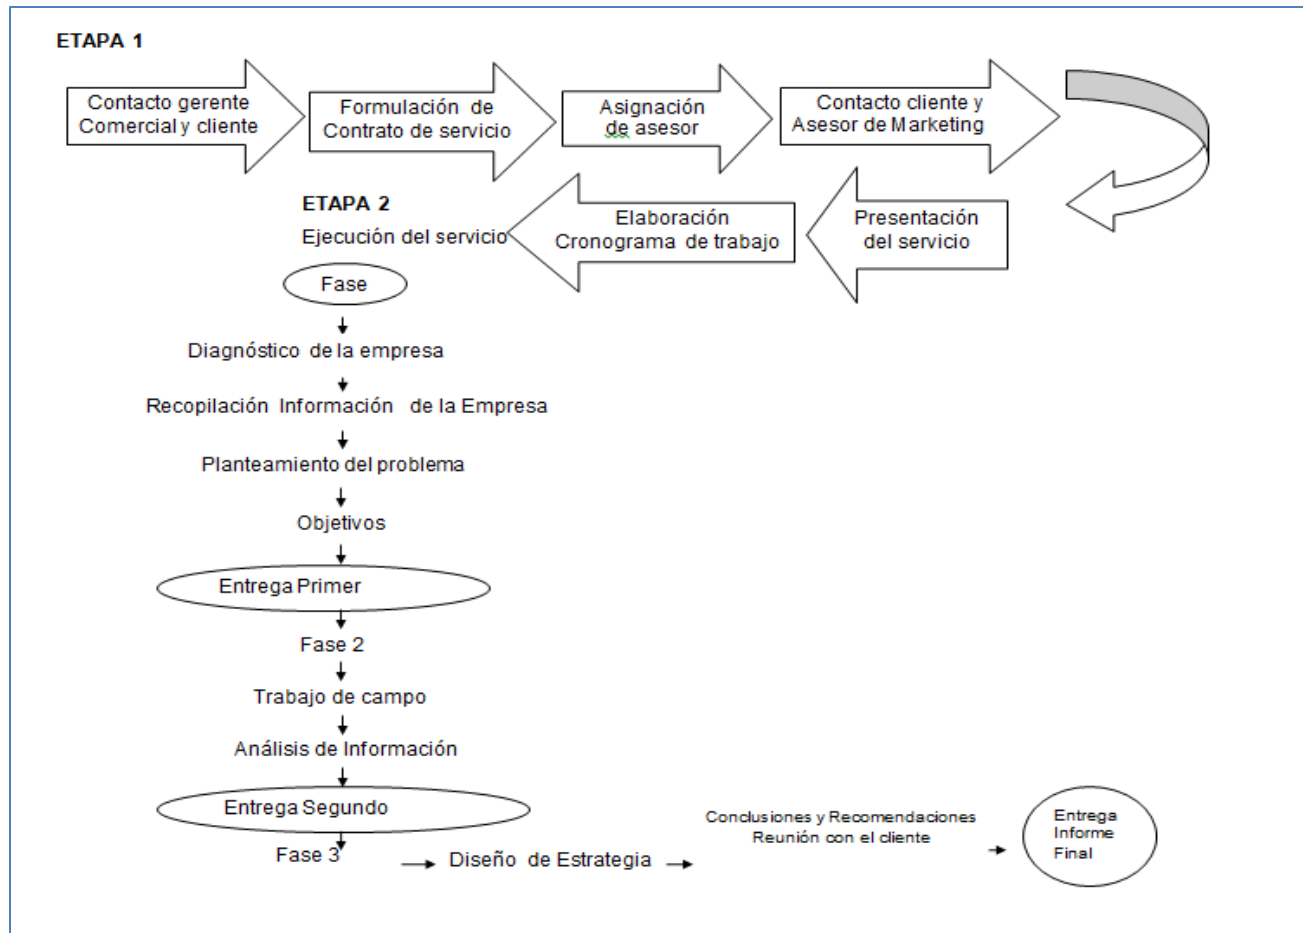 ETAPA 1
Contacto gerente
Comercial y cliente
Formulación de
Contrato de servicio
Asignación
de asesor
Contacto cliente y
Asesor de Marketing
Presentación
del servicio
Elaboración
Cronograma de trabajo
ETAPA 2
Ejecución del servicio
Fase
Diagnóstico de la empresa
Recopilación Información de la Empresa
Planteamiento del problema
Objetivos
Entrega Primer
Fase 2
Trabajo de campo
Análisis de Información
Entrega Segundo
Fase 3
Diseño de Estrategia
Conclusiones y Recomendaciones
Reunión con el cliente
Entrega
Informe
Final